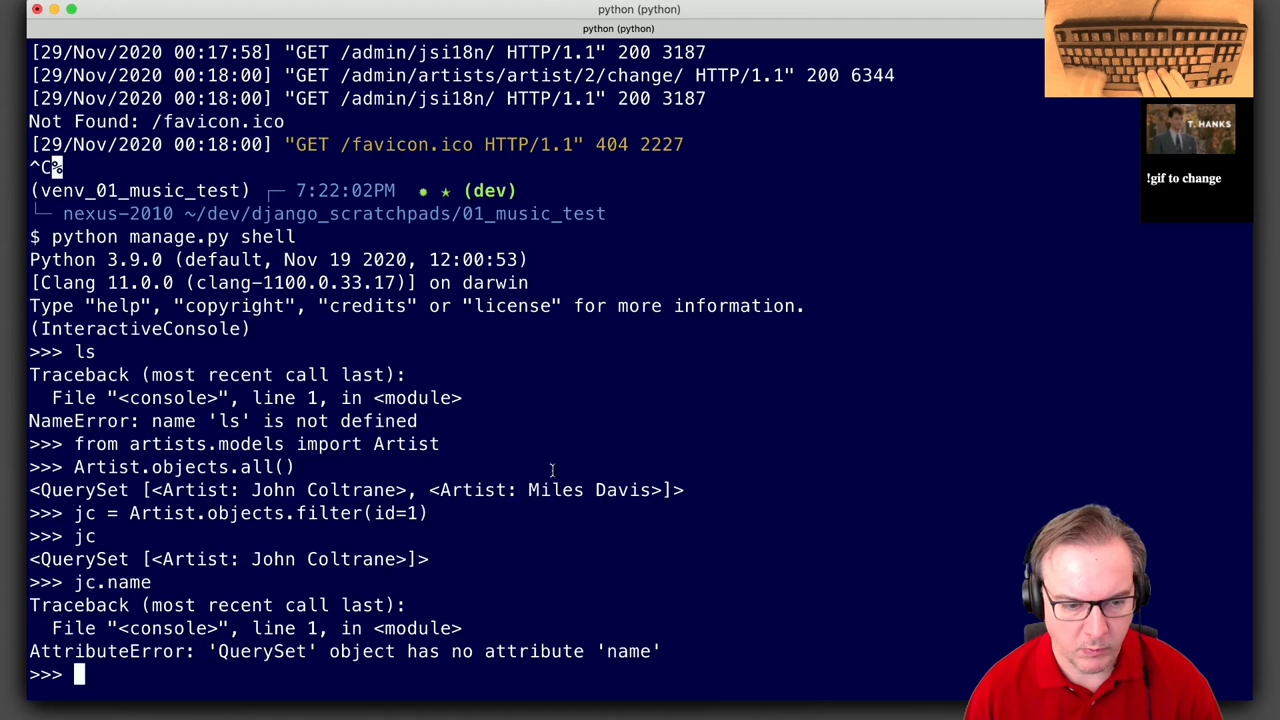 python (python)
python (python)
[29/Nov/2020 00:17:58] "GET /admin/jsi18n/ HTTP/1.1" 200 3187
[29/Nov/2020 00:18:00] "GET /admin/artists/artist/2/change/ HTTP/1.1" 200 6344
[29/Nov/2020 00:18:00] "GET /admin/jsi18n/ HTTP/1.1" 200 3187
Not Found: /favicon.ico
[29/Nov/2020 00:18:00] "GET /favicon.ico HTTP/1.1" 404 2227
^C%
(venv_01_music_test) ┌─ 7:22:02PM ✹ ★ (dev)
└─ nexus-2010 ~/dev/django_scratchpads/01_music_test
$ python manage.py shell
Python 3.9.0 (default, Nov 19 2020, 12:00:53)
[Clang 11.0.0 (clang-1100.0.33.17)] on darwin
Type "help", "copyright", "credits" or "license" for more information.
(InteractiveConsole)
>>> ls
Traceback (most recent call last):
  File "<console>", line 1, in <module>
NameError: name 'ls' is not defined
>>> from artists.models import Artist
>>> Artist.objects.all()
<QuerySet [<Artist: John Coltrane>, <Artist: Miles Davis>]>
>>> jc = Artist.objects.filter(id=1)
>>> jc
<QuerySet [<Artist: John Coltrane>]>
>>> jc.name
Traceback (most recent call last):
  File "<console>", line 1, in <module>
AttributeError: 'QuerySet' object has no attribute 'name'
>>>
T. HANKS
!gif to change